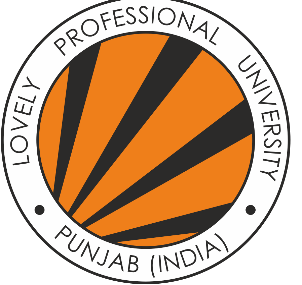 LOVELY PROFESSIONAL UNIVERSITY
PUNJAB (INDIA)